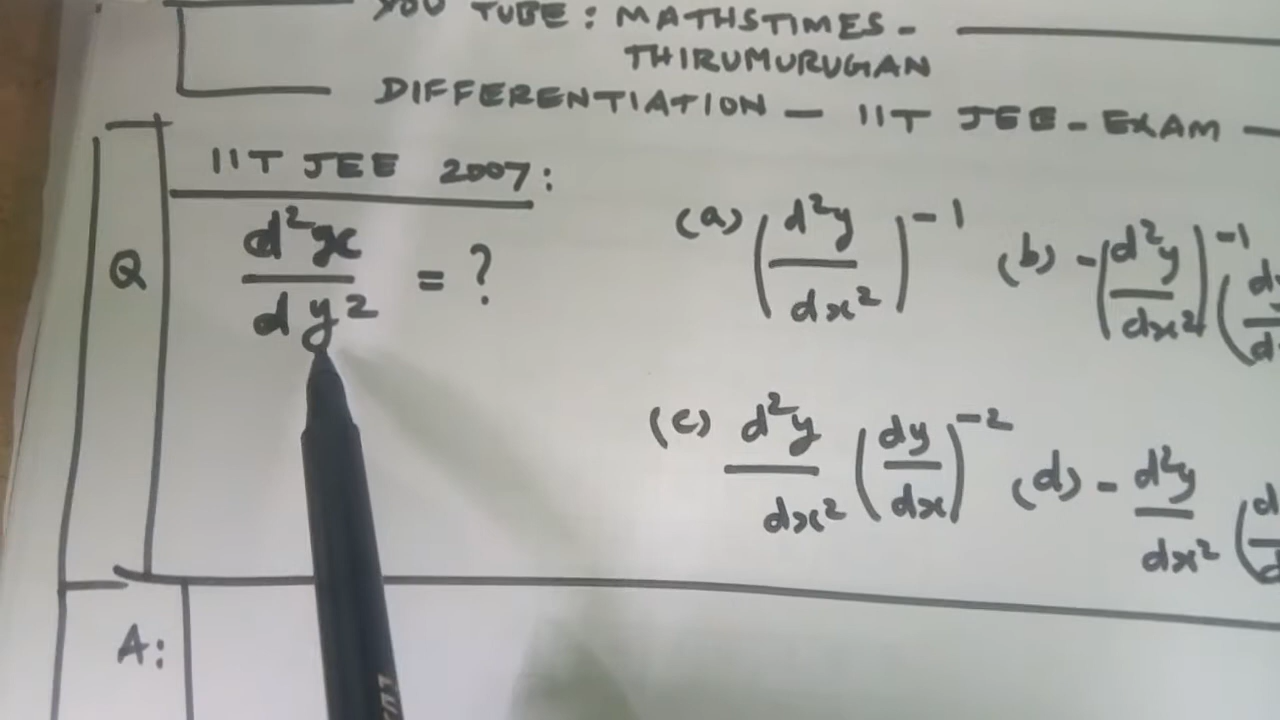 YOU TUBE: MATHSTIMES -
THIRUMURUGAN
DIFFERENTIATION - IIT JEE - EXAM -
IIT JEE 2007:
Q
d²x/dy² = ?
(a) (d²y/dx²)⁻¹ (b) -(d²y/dx²)⁻¹
(c) d²y/dx² (dy/dx)⁻² (d) - d²y/dx²
A: